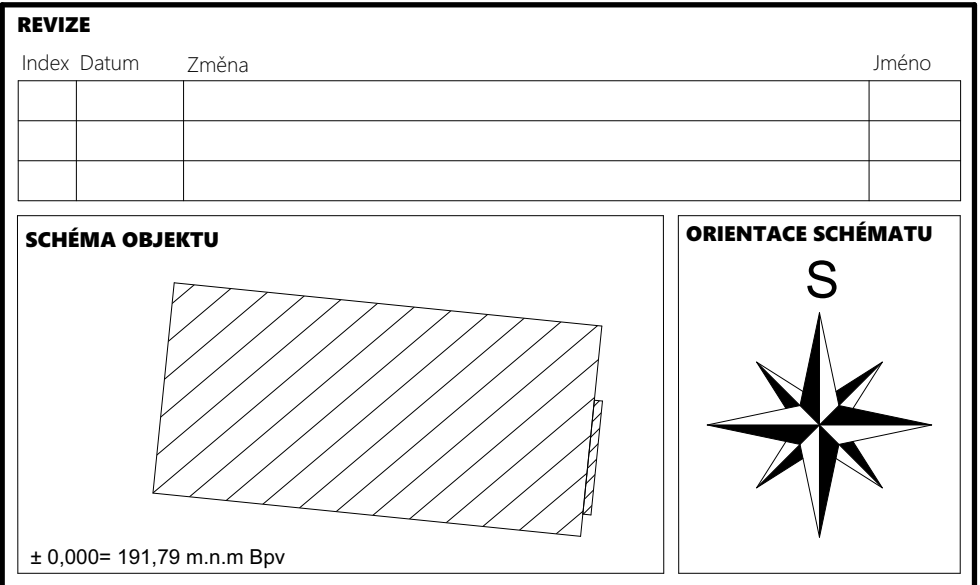 REVIZE
Index Datum Změna Jméno
SCHÉMA OBJEKTU
± 0,000= 191,79 m.n.m Bpv
ORIENTACE SCHÉMATU
S